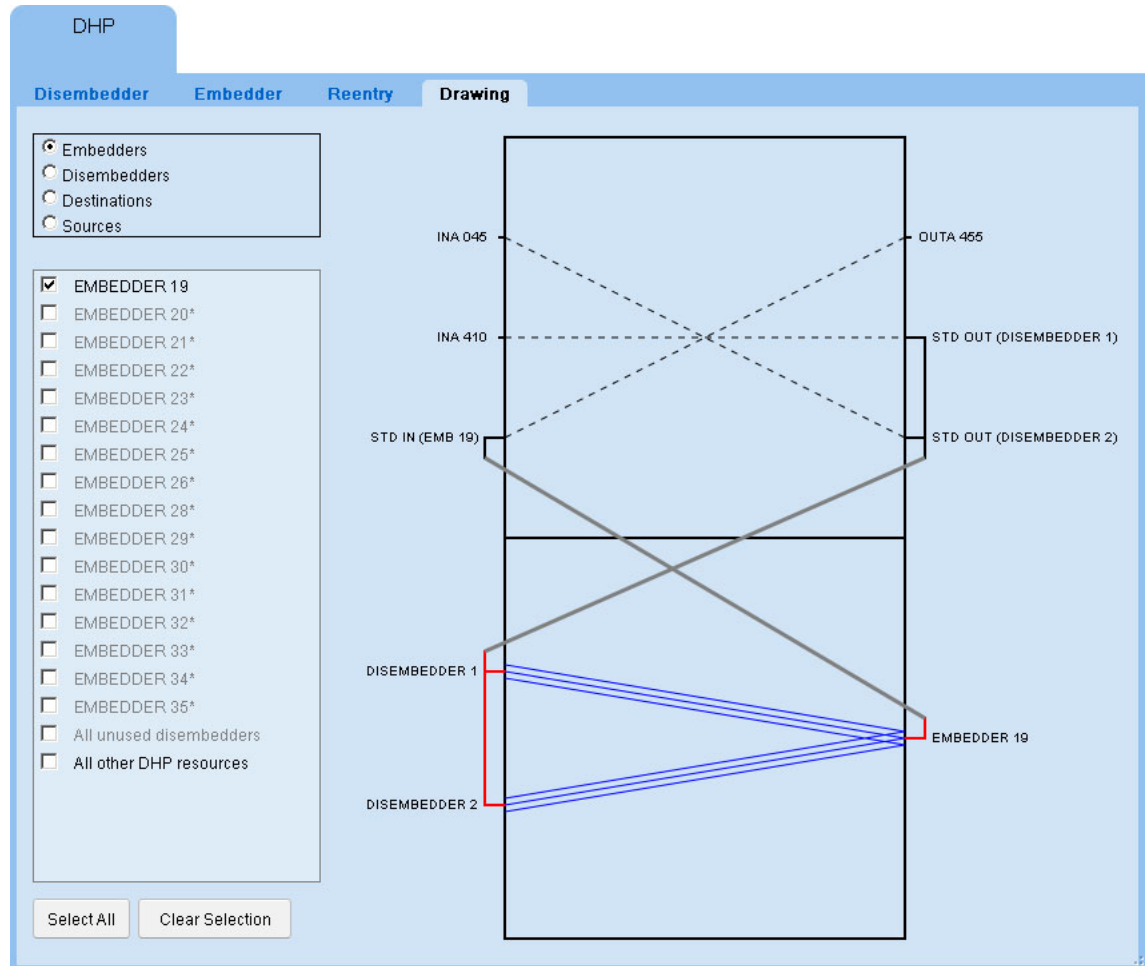 DHP
Disembedder Embedder Reentry Drawing
Embedders
Disembedders
Destinations
Sources
EMBEDDER 19
EMBEDDER 20*
EMBEDDER 21*
EMBEDDER 22*
EMBEDDER 23*
EMBEDDER 24*
EMBEDDER 25*
EMBEDDER 26*
EMBEDDER 28*
EMBEDDER 29*
EMBEDDER 30*
EMBEDDER 31*
EMBEDDER 32*
EMBEDDER 33*
EMBEDDER 34*
EMBEDDER 35*
All unused disembedders
All other DHP resources
Select All Clear Selection
INA 045
OUTA 455
INA 410
STD OUT (DISEMBEDDER 1)
STD IN (EMB 19)
STD OUT (DISEMBEDDER 2)
DISEMBEDDER 1
EMBEDDER 19
DISEMBEDDER 2